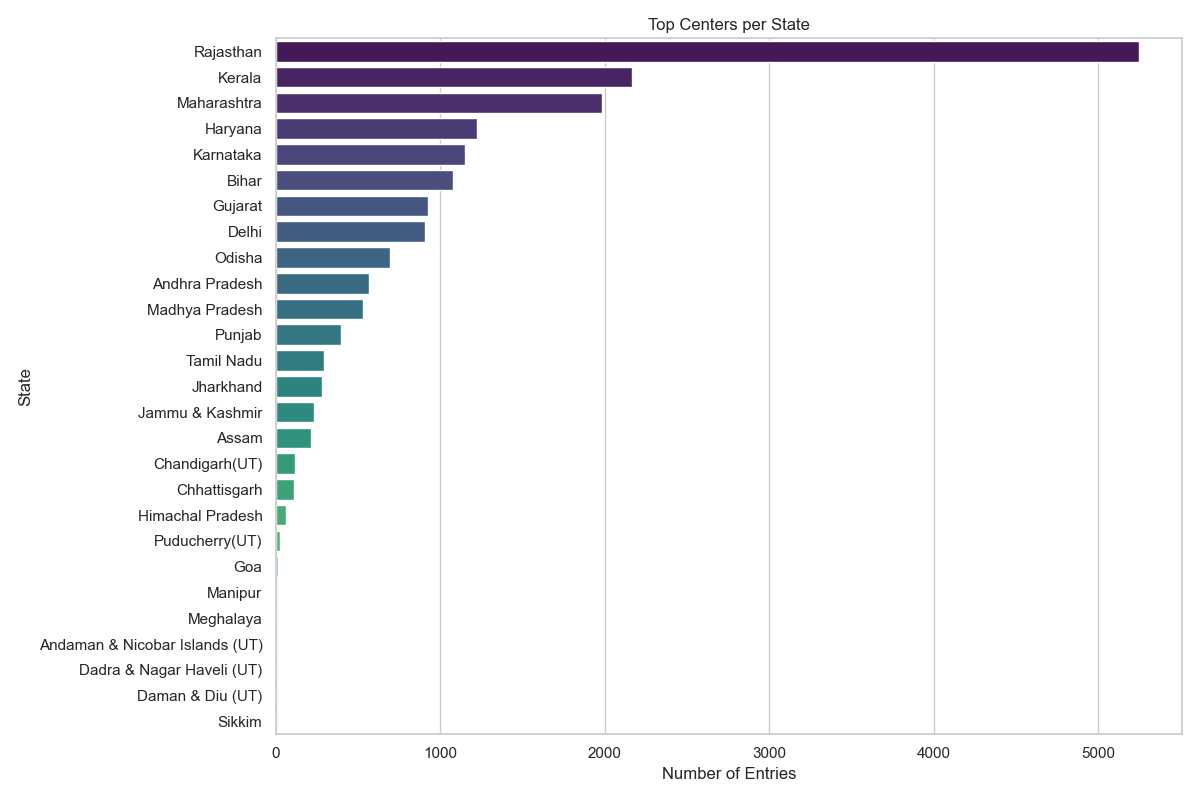 Top Centers per State
Rajasthan
Kerala
Maharashtra
Haryana
Karnataka
Bihar
Gujarat
Delhi
Odisha
Andhra Pradesh
Madhya Pradesh
Punjab
Tamil Nadu
Jharkhand
Jammu & Kashmir
Assam
Chandigarh(UT)
Chhattisgarh
Himachal Pradesh
Puducherry(UT)
Goa
Manipur
Meghalaya
Andaman & Nicobar Islands (UT)
Dadra & Nagar Haveli (UT)
Daman & Diu (UT)
Sikkim
State
0 1000 2000 3000 4000 5000
Number of Entries